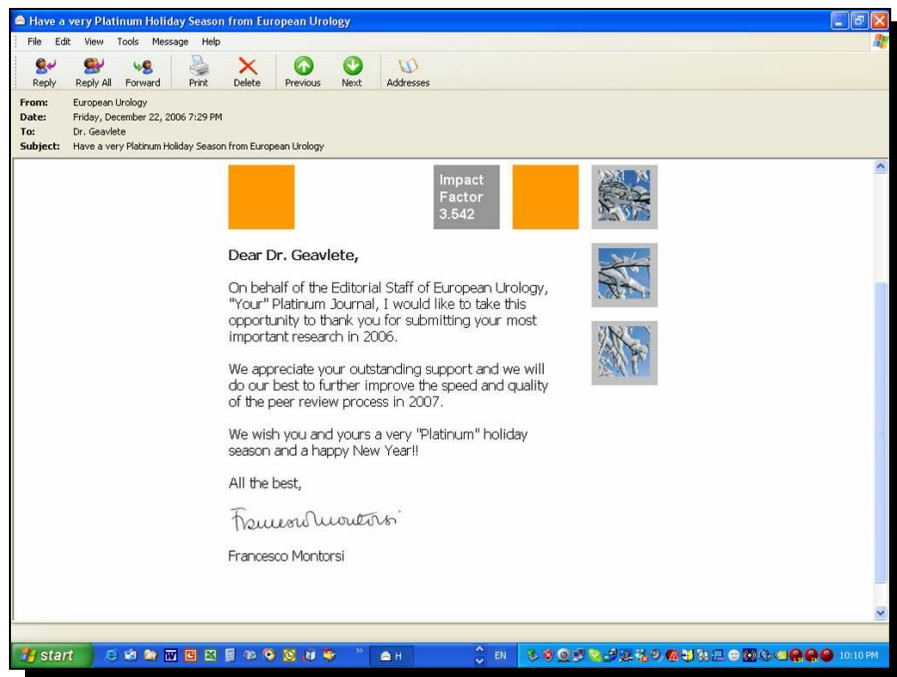 Have a very Platinum Holiday Season from European Urology
File Edit View Tools Message Help
Reply Reply All Forward Print Delete Previous Next Addresses
From: European Urology
Date: Friday, December 22, 2006 7:29 PM
To: Dr. Geavlete
Subject: Have a very Platinum Holiday Season from European Urology
Impact
Factor
3.542
Dear Dr. Geavlete,
On behalf of the Editorial Staff of European Urology,
"Your" Platinum Journal, I would like to take this
opportunity to thank you for submitting your most
important research in 2006.
We appreciate your outstanding support and we will
do our best to further improve the speed and quality
of the peer review process in 2007.
We wish you and yours a very "Platinum" holiday
season and a happy New Year!!
All the best,
Francesco Montorsi
Francesco Montorsi
start H EN 10:10 PM